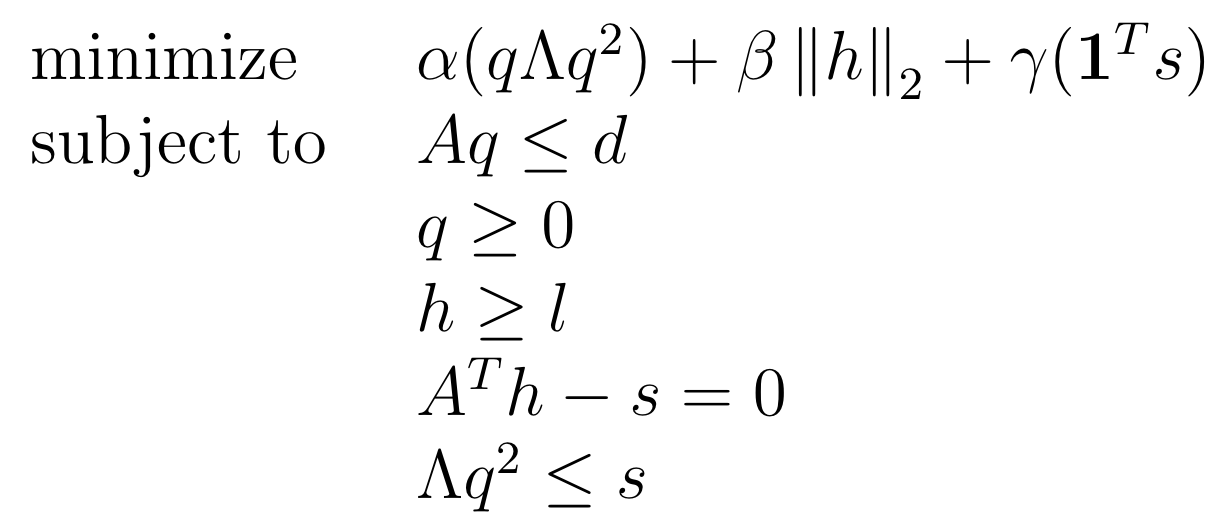 minimize α(qΛq²) + β ‖h‖₂ + γ(𝟏ᵀs)
subject to Aq ≤ d
q ≥ 0
h ≥ l
Aᵀh − s = 0
Λq² ≤ s